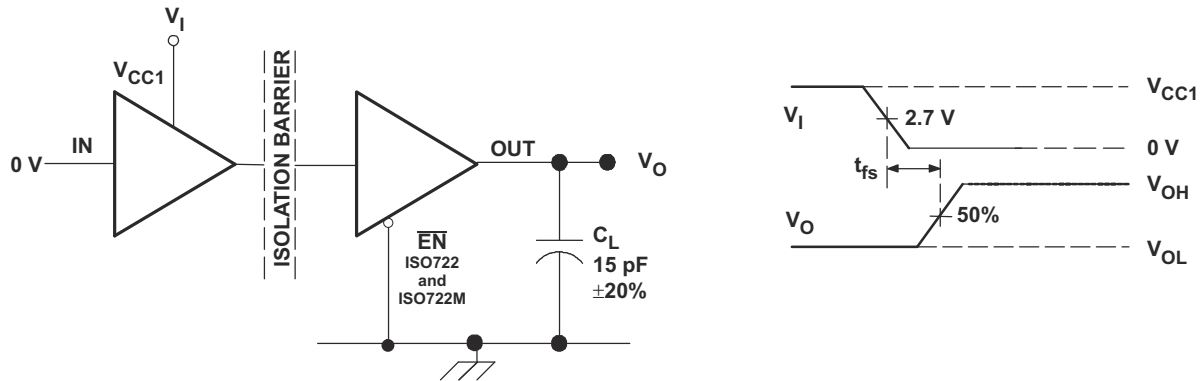 V_I
V_CC1
IN
0 V
ISOLATION BARRIER
OUT
V_O
EN
ISO722
and
ISO722M
C_L
15 pF
±20%
V_I
2.7 V
V_CC1
0 V
t_fs
V_O
50%
V_OH
V_OL